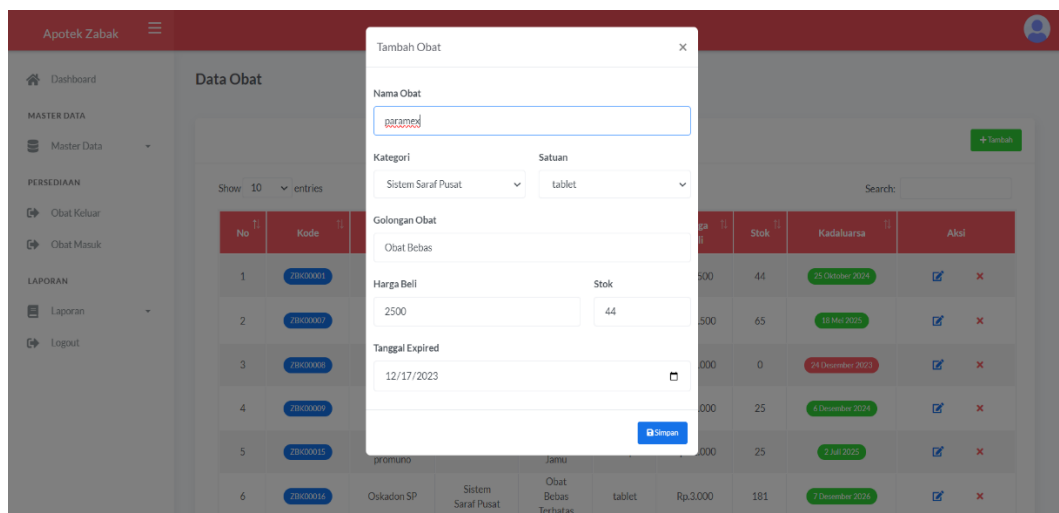 Apotek Zabak
Tambah Obat ×
Dashboard
Data Obat
Nama Obat
MASTER DATA
paramex
Master Data
+Tambah
Kategori Satuan
PERSEDIAAN
Sistem Saraf Pusat tablet
Show 10 entries Search:
Obat Keluar
Golongan Obat
No Kode Stok Kadaluarsa Aksi
Obat Masuk
Obat Bebas
LAPORAN
1 ZBK00001 500 44 25 Oktober 2024
Harga Beli Stok
Laporan
2500 44
2 ZBK00007 .500 65 18 Mei 2025
Logout
Tanggal Expired
3 ZBK00008 .000 0 24 Desember 2023
12/17/2023
4 ZBK00009 .000 25 6 Desember 2024
Simpan
5 ZBK00015 .000 25 2 Juli 2025
promuno Jamu
6 ZBK00016 Oskadon SP Sistem Saraf Pusat Obat Bebas Terbatas tablet Rp.3.000 181 7 Desember 2026